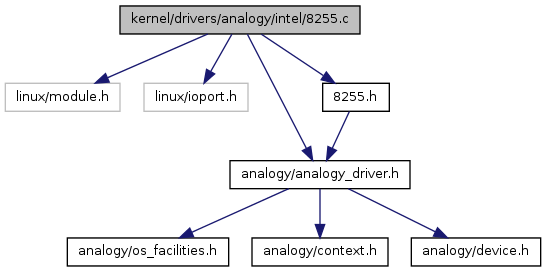 kernel/drivers/analogy/intel/8255.c
linux/module.h
linux/ioport.h
8255.h
analogy/analogy_driver.h
analogy/os_facilities.h
analogy/context.h
analogy/device.h